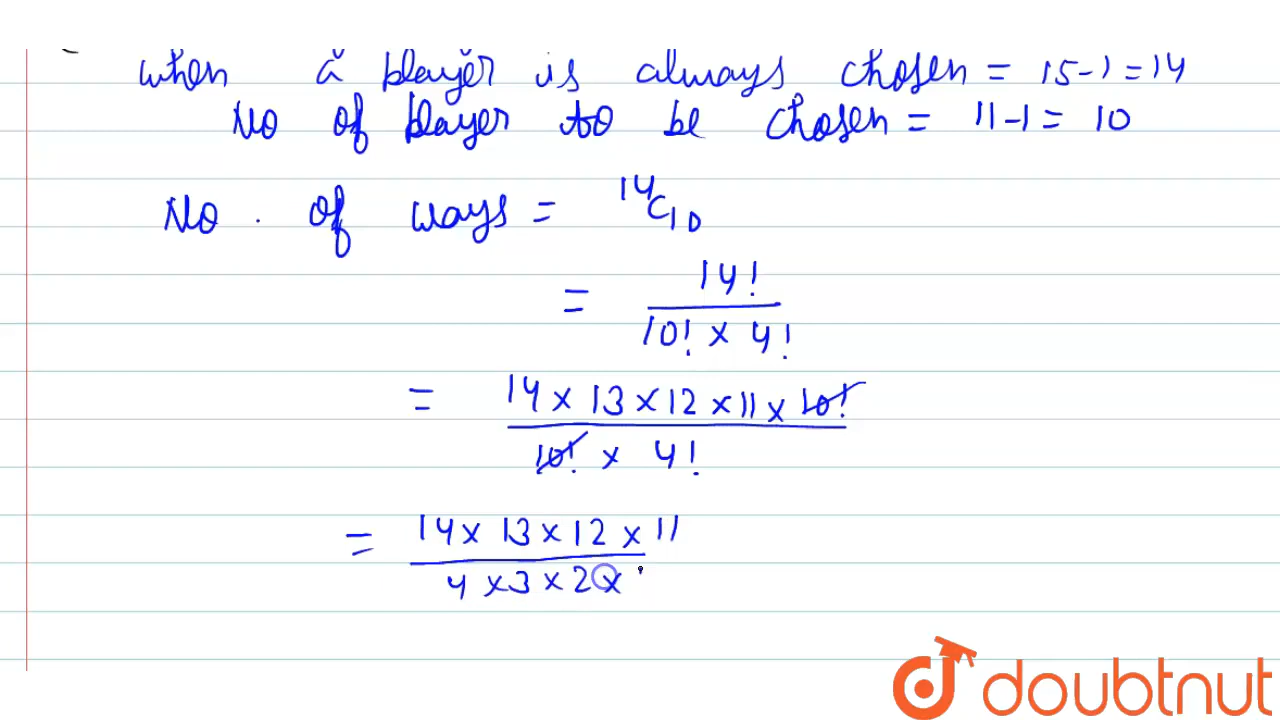 when a player is always chosen = 15-1=14
No of player to be chosen = 11-1= 10
No . of ways = ¹⁴C₁₀
= 14! / 10! x 4!
= 14 x 13 x 12 x 11 x 10! / 10! x 4!
= 14 x 13 x 12 x 11 / 4 x 3 x 2 x
doubtnut